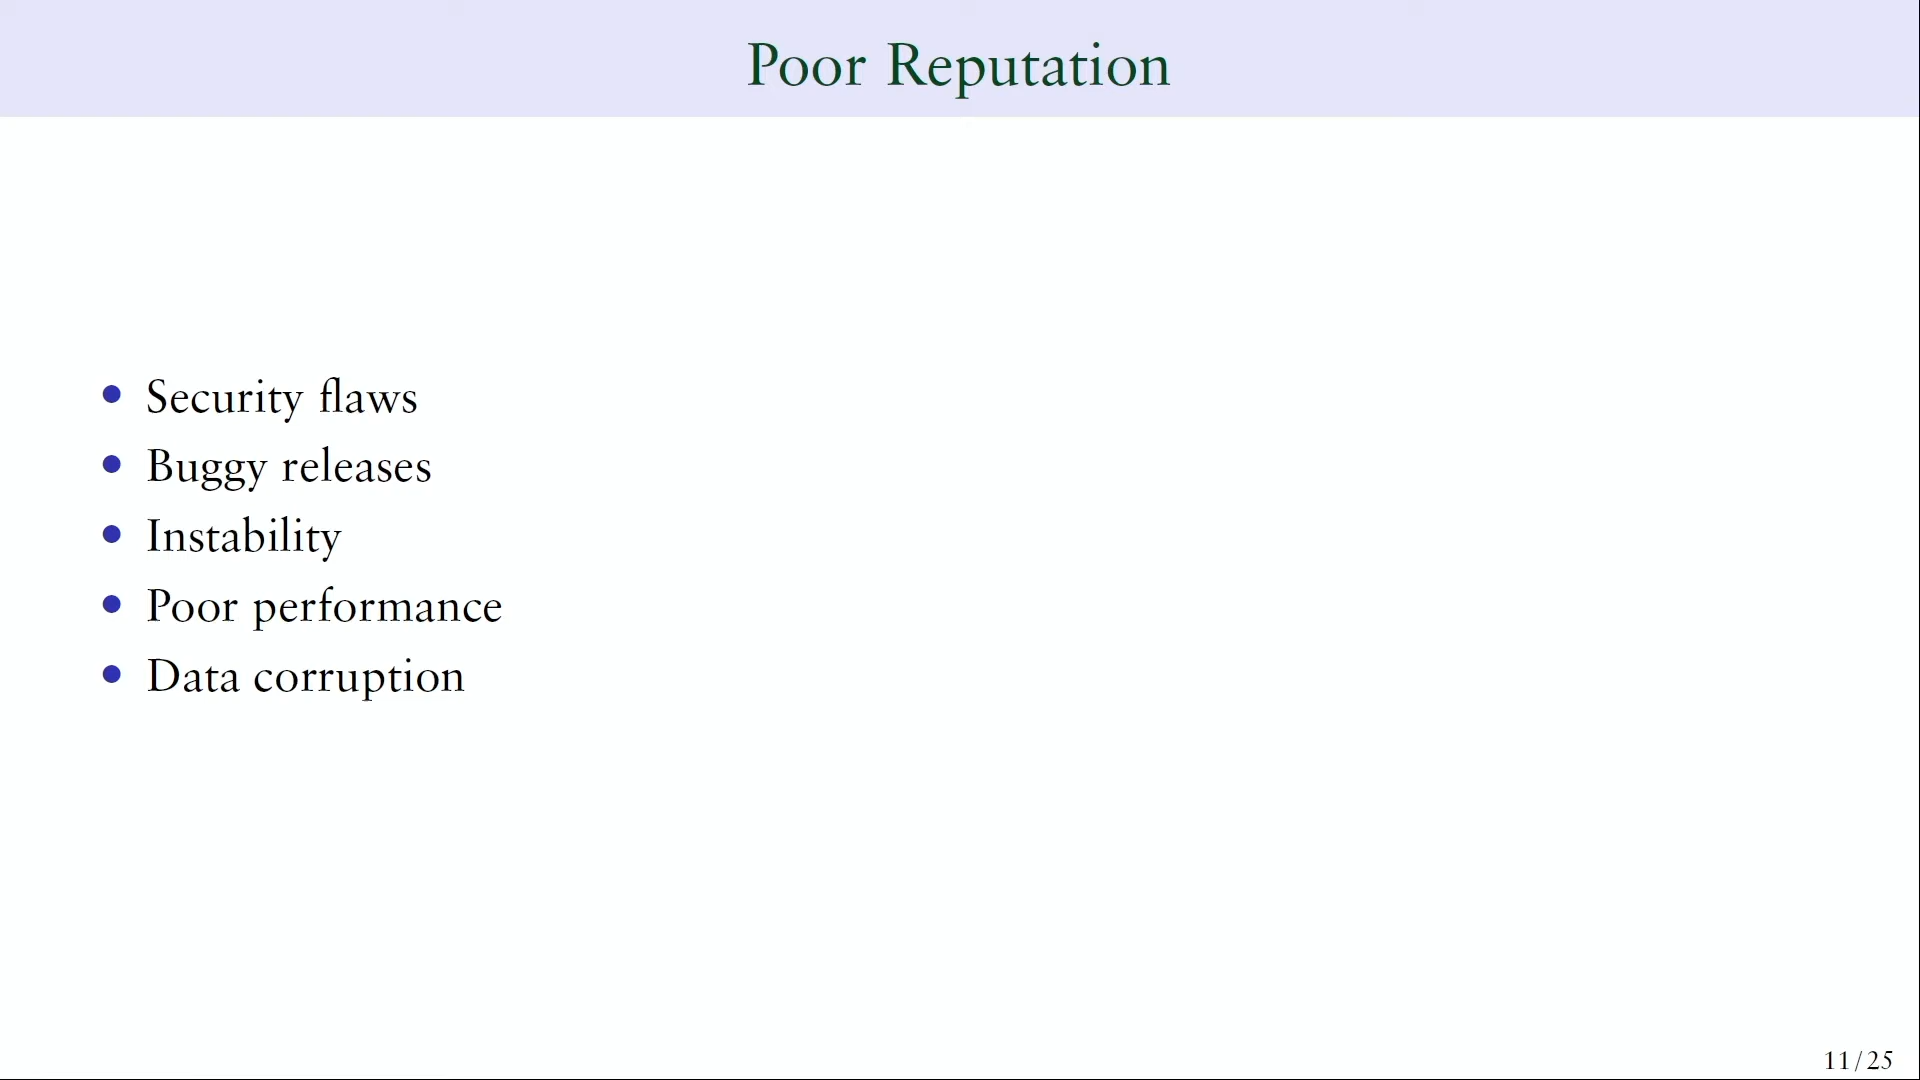 Poor Reputation
• Security flaws
• Buggy releases
• Instability
• Poor performance
• Data corruption
11/25